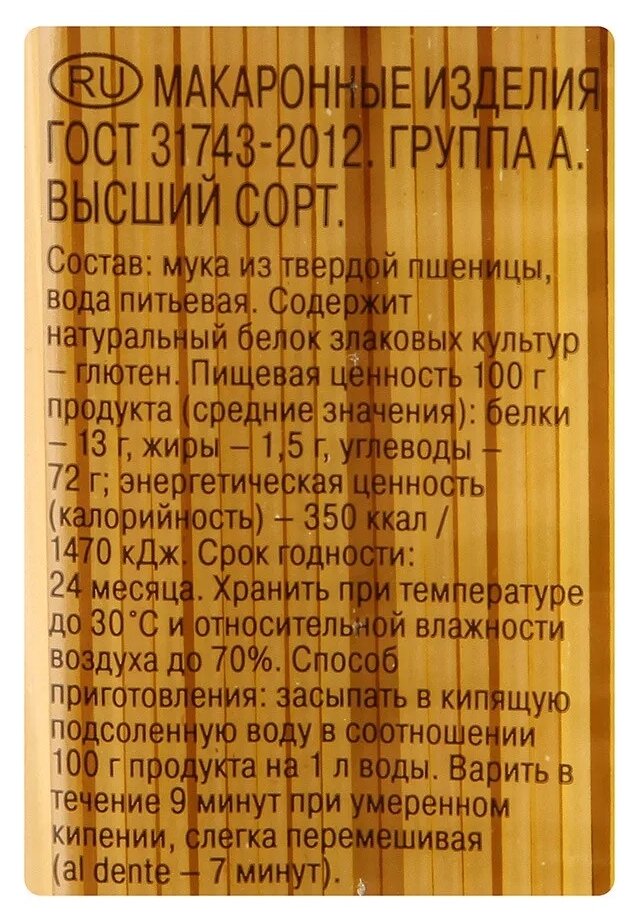 RU МАКАРОННЫЕ ИЗДЕЛИЯ
ГОСТ 31743-2012. ГРУППА А.
ВЫСШИЙ СОРТ.
Состав: мука из твердой пшеницы,
вода питьевая. Содержит
натуральный белок злаковых культур
– глютен. Пищевая ценность 100 г
продукта (средние значения): белки
– 13 г, жиры – 1,5 г, углеводы –
72 г; энергетическая ценность
(калорийность) – 350 ккал /
1470 кДж. Срок годности:
24 месяца. Хранить при температуре
до 30°С и относительной влажности
воздуха до 70%. Способ
приготовления: засыпать в кипящую
подсоленную воду в соотношении
100 г продукта на 1 л воды. Варить в
течение 9 минут при умеренном
кипении, слегка перемешивая
(al dente – 7 минут).